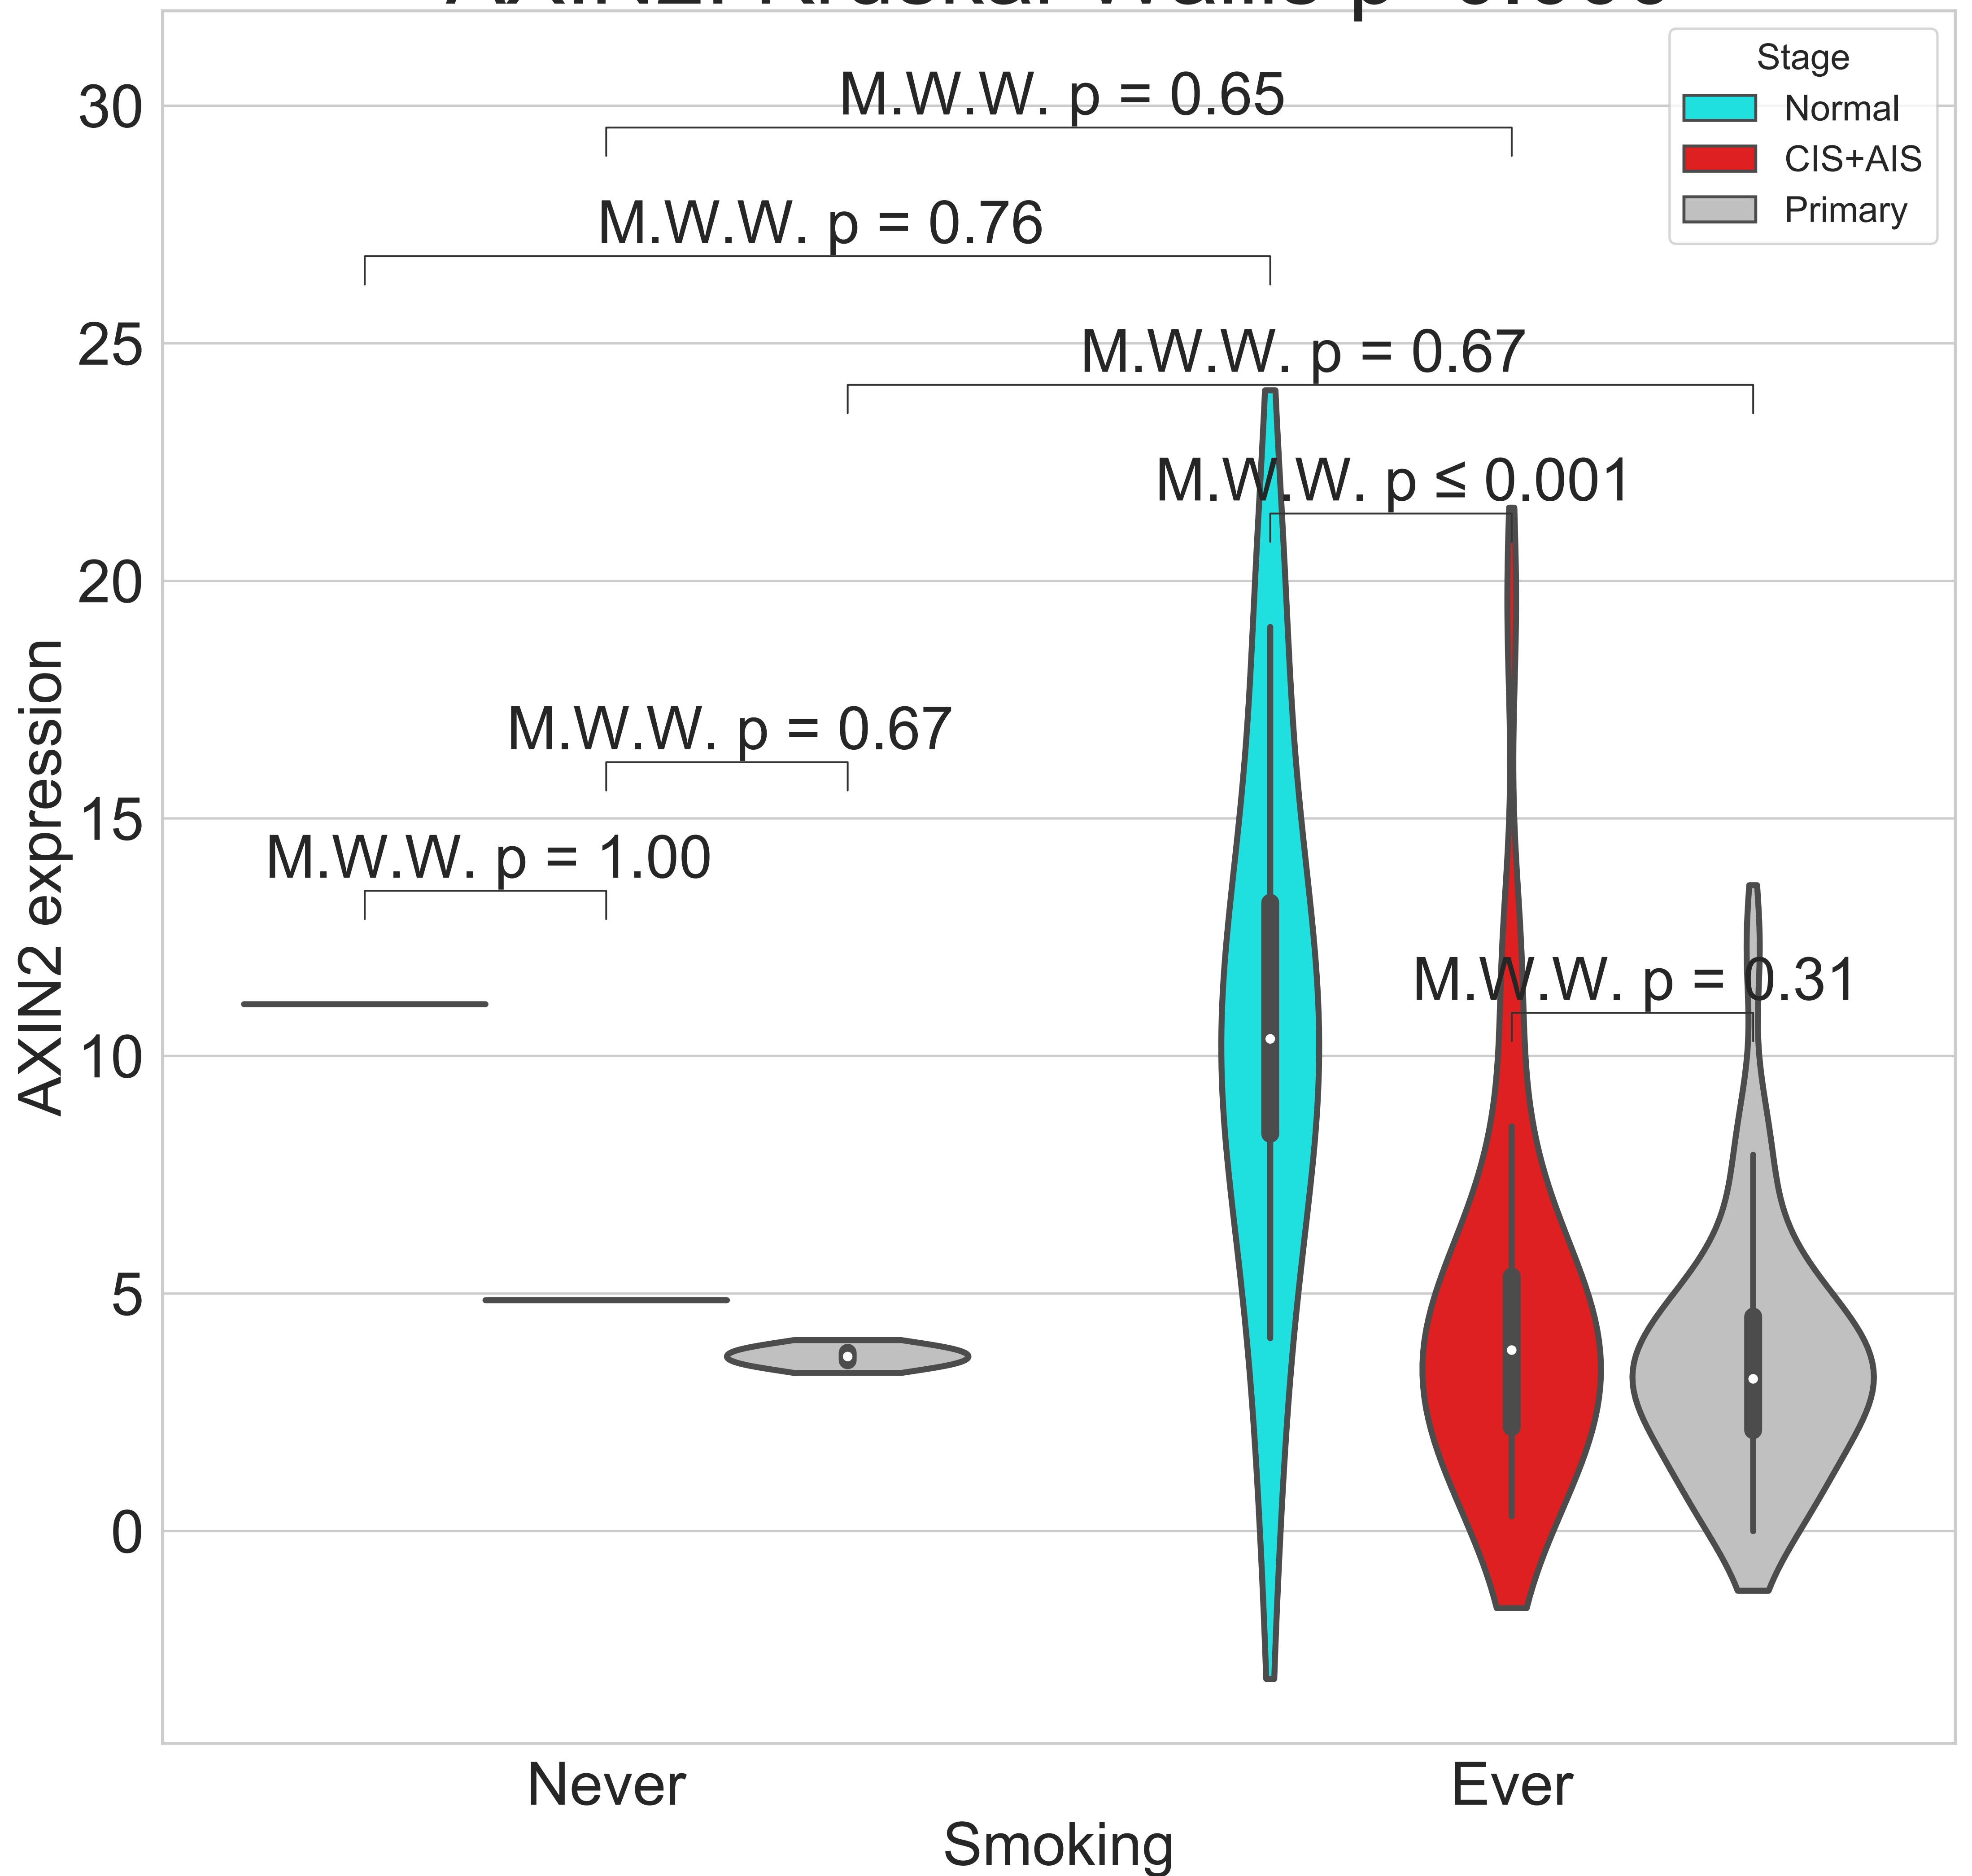 Stage
Normal
CIS+AIS
Primary
M.W.W. p = 0.65
M.W.W. p = 0.76
M.W.W. p = 0.67
M.W.W. p ≤ 0.001
M.W.W. p = 0.67
M.W.W. p = 1.00
M.W.W. p = 0.31
30
25
20
15
10
5
0
AXIN2 expression
Never
Ever
Smoking